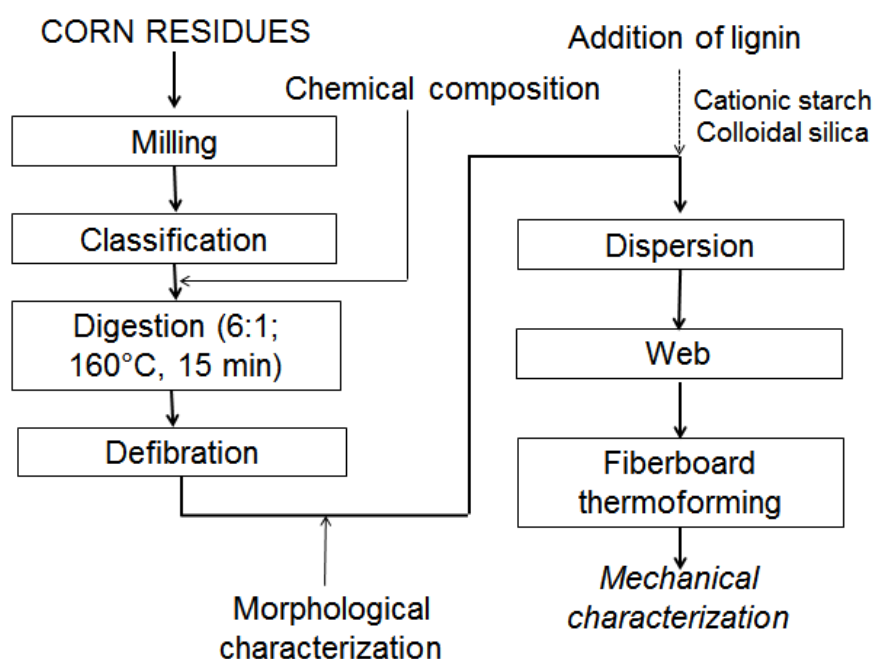 CORN RESIDUES
Milling
Classification
Chemical composition
Digestion (6:1;
160°C, 15 min)
Defibration
Morphological
characterization
Addition of lignin
Cationic starch
Colloidal silica
Dispersion
Web
Fiberboard
thermoforming
Mechanical
characterization